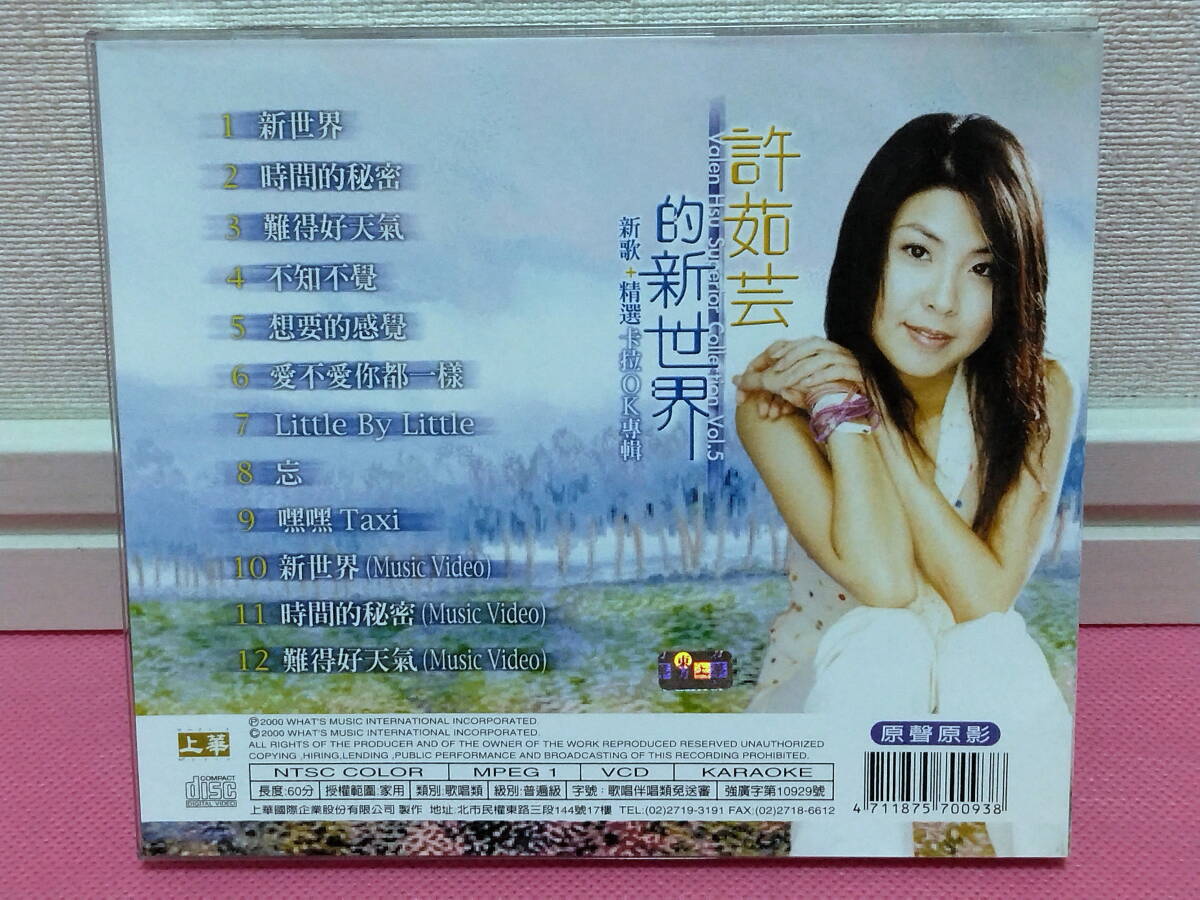 1 新世界
2 時間的秘密
3 難得好天氣
4 不知不覺
5 想要的感覺
6 愛不愛你都一樣
7 Little By Little
8 忘
9 嘿嘿 Taxi
10 新世界 (Music Video)
11 時間的秘密 (Music Video)
12 難得好天氣 (Music Video)
許茹芸
Valen Hsu Superior Collection Vol.5
的新世界
新歌+精選卡拉OK專輯
上華
COMPACT
disc
DIGITAL VIDEO
℗2000 WHAT'S MUSIC INTERNATIONAL INCORPORATED.
©2000 WHAT'S MUSIC INTERNATIONAL INCORPORATED.
ALL RIGHTS OF THE PRODUCER AND OF THE OWNER OF THE WORK REPRODUCED RESERVED UNAUTHORIZED
COPYING ,HIRING,LENDING ,PUBLIC PERFORMANCE AND BROADCASTING OF THIS RECORDING PROHIBITED.
NTSC COLOR MPEG 1 VCD KARAOKE
長度:60分 授權範圍:家用 類別:歌唱類 級別:普遍級 字號:歌唱伴唱類免送審 強廣字第10929號
上華國際企業股份有限公司 製作 地址:北市民權東路三段144號17樓 TEL:(02)2719-3191 FAX:(02)2718-6612
原聲原影
4 711875 700938